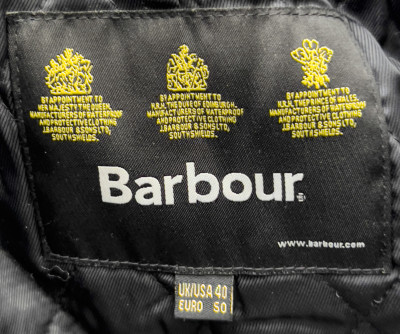 BY APPOINTMENT TO
HER MAJESTY THE QUEEN.
MANUFACTURERS OF WATERPROOF
AND PROTECTIVE CLOTHING
J.BARBOUR & SONS LTD,
SOUTH SHIELDS.
BY APPOINTMENT TO
H.R.H. THE DUKE OF EDINBURGH.
MANUFACTURERS OF WATERPROOF
AND PROTECTIVE CLOTHING
J.BARBOUR & SONS LTD,
SOUTH SHIELDS.
BY APPOINTMENT TO
H.R.H. THE PRINCE OF WALES.
MANUFACTURERS OF WATERPROOF
AND PROTECTIVE CLOTHING
J.BARBOUR & SONS LTD,
SOUTH SHIELDS.
Barbour®
www.barbour.com
UK/USA 40
EURO 50